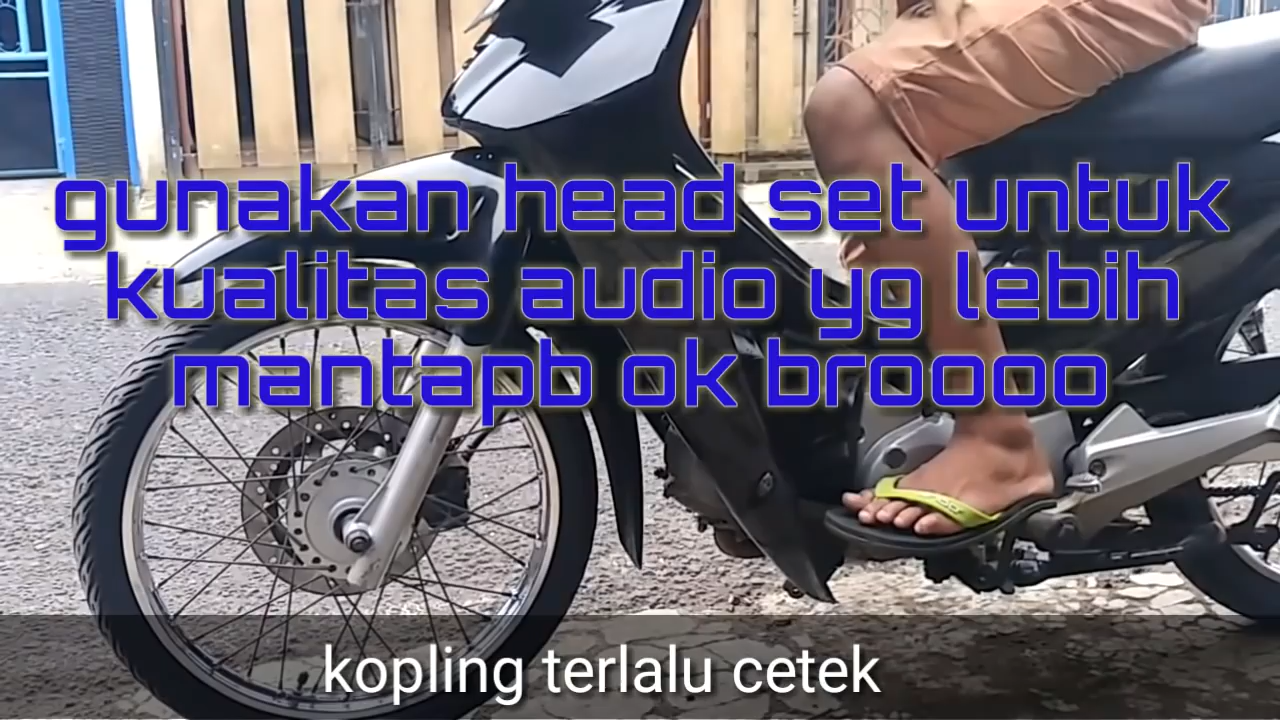 gunakan head set untuk
kualitas audio yg lebih
mantapb ok broooo
kopling terlalu cetek